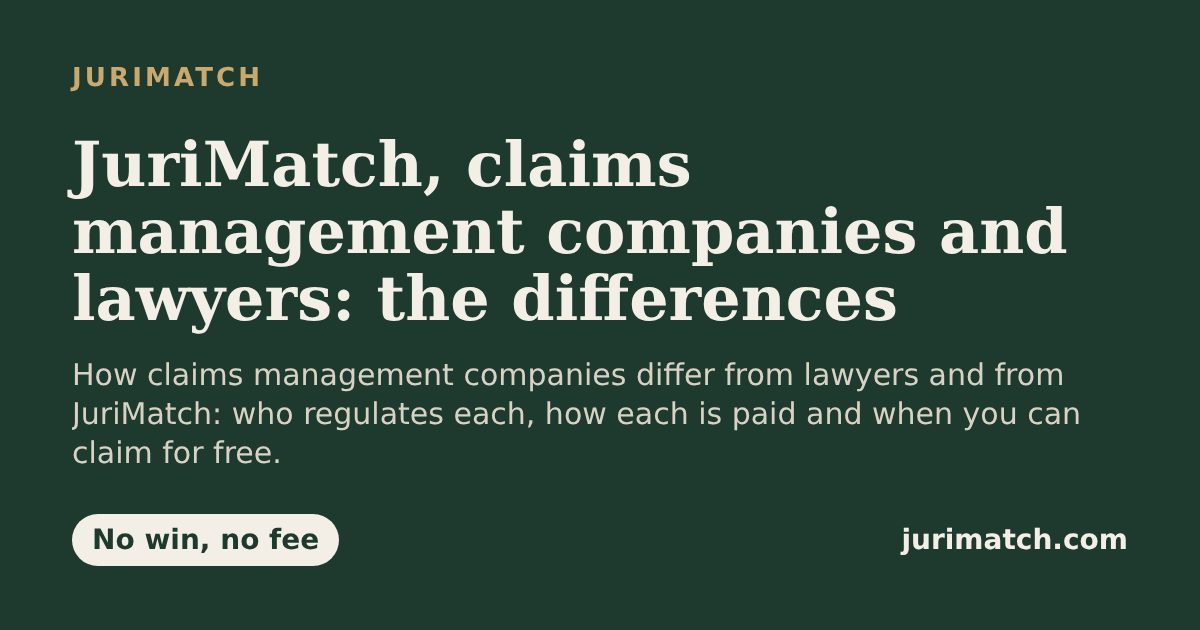 JURIMATCH
JuriMatch, claims
management companies and
lawyers: the differences
How claims management companies differ from lawyers and from
JuriMatch: who regulates each, how each is paid and when you can
claim for free.
No win, no fee
jurimatch.com